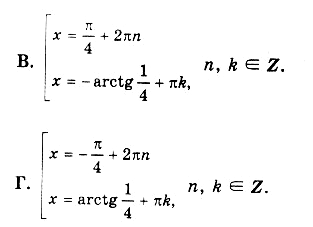 В. [ x = π/4 + 2πn
x = −arctg 1/4 + πk, n, k ∈ Z.
Г. [ x = −π/4 + 2πn
x = arctg 1/4 + πk, n, k ∈ Z.